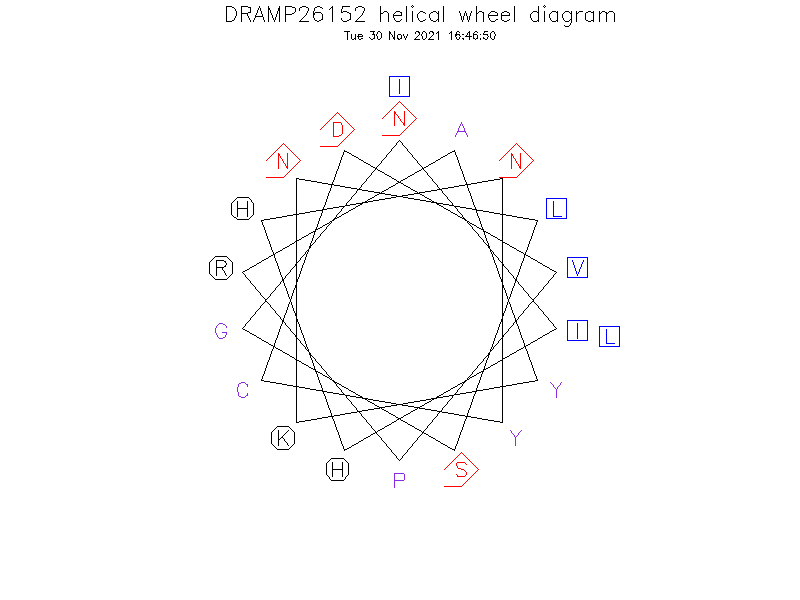 DRAMP26152 helical wheel diagram
Tue 30 Nov 2021 16:46:50
I
N
D
A
N
N
H
L
R
V
G
I
L
C
Y
K
Y
H
S
P